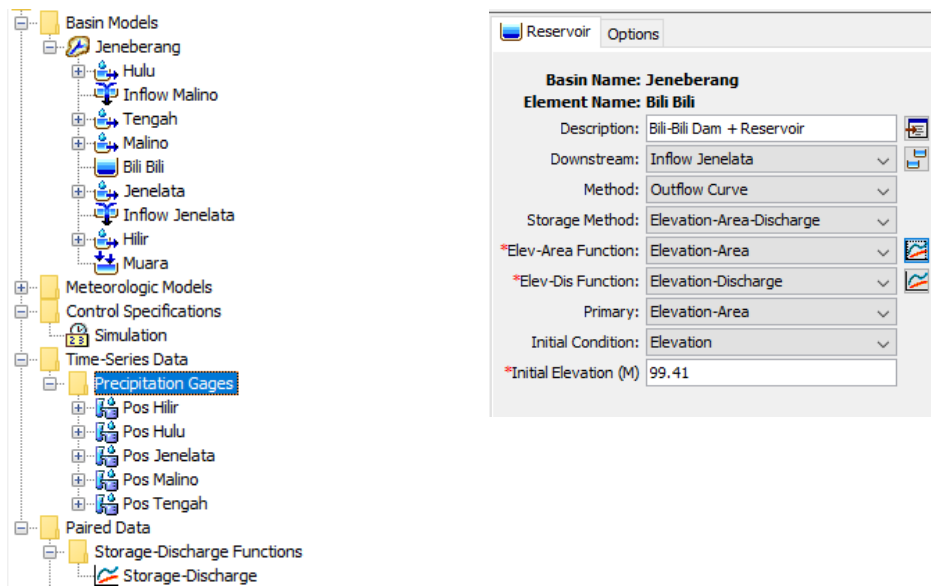 Basin Models
Jeneberang
Hulu
Inflow Malino
Tengah
Malino
Bili Bili
Jenelata
Inflow Jenelata
Hilir
Muara
Meteorologic Models
Control Specifications
Simulation
Time-Series Data
Precipitation Gages
Pos Hilir
Pos Hulu
Pos Jenelata
Pos Malino
Pos Tengah
Paired Data
Storage-Discharge Functions
Storage-Discharge
Reservoir Options
Basin Name: Jeneberang
Element Name: Bili Bili
Description: Bili-Bili Dam + Reservoir
Downstream: Inflow Jenelata
Method: Outflow Curve
Storage Method: Elevation-Area-Discharge
*Elev-Area Function: Elevation-Area
*Elev-Dis Function: Elevation-Discharge
Primary: Elevation-Area
Initial Condition: Elevation
*Initial Elevation (M) 99.41